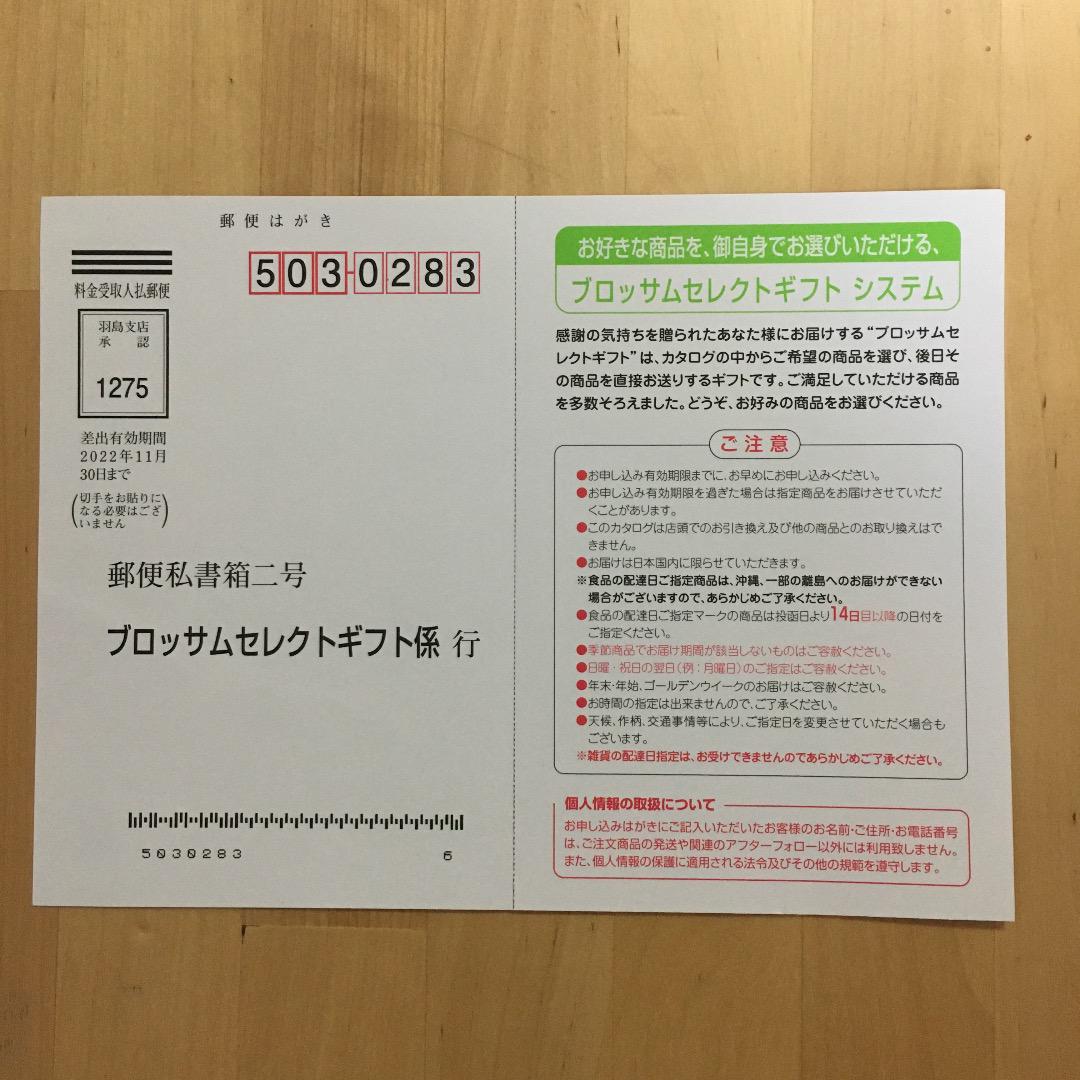 郵便はがき
503-0283
料金受取人払郵便
羽島支店
承　認
1275
差出有効期間
2022年11月
30日まで
(切手をお貼りに
なる必要はござ
いません)
郵便私書箱二号
ブロッサムセレクトギフト係 行
5030283 6
お好きな商品を、御自身でお選びいただける、
ブロッサムセレクトギフト システム
感謝の気持ちを贈られたあなた様にお届けする“ブロッサムセ
レクトギフト”は、カタログの中からご希望の商品を選び、後日そ
の商品を直接お送りするギフトです。ご満足していただける商品
を多数そろえました。どうぞ、お好みの商品をお選びください。
ご注意
●お申し込み有効期限までに、お早めにお申し込みください。
●お申し込み有効期限を過ぎた場合は指定商品をお届けさせていただ
くことがあります。
●このカタログは店頭でのお引き換え及び他の商品とのお取り換えはで
きません。
●お届けは日本国内に限らせていただきます。
※食品の配達日ご指定商品は、沖縄、一部の離島へのお届けができない
場合がございますので、あらかじめご了承ください。
●食品の配達日ご指定マークの商品は投函日より14日目以降の日付を
ご指定ください。
●季節商品でお届け期間が該当しないものはご容赦ください。
●日曜・祝日の翌日(例:月曜日)のご指定はご容赦ください。
●年末・年始、ゴールデンウイークのお届けはご容赦ください。
●お時間の指定は出来ませんので、ご了承ください。
●天候、作柄、交通事情等により、ご指定日を変更させていただく場合も
ございます。
※雑貨の配達日指定は、お受けできませんのであらかじめご了承ください。
個人情報の取扱について
お申し込みはがきにご記入いただいたお客様のお名前・ご住所・お電話番号
は、ご注文商品の発送や関連のアフターフォロー以外には利用致しません。
また、個人情報の保護に適用される法令及びその他の規範を遵守します。